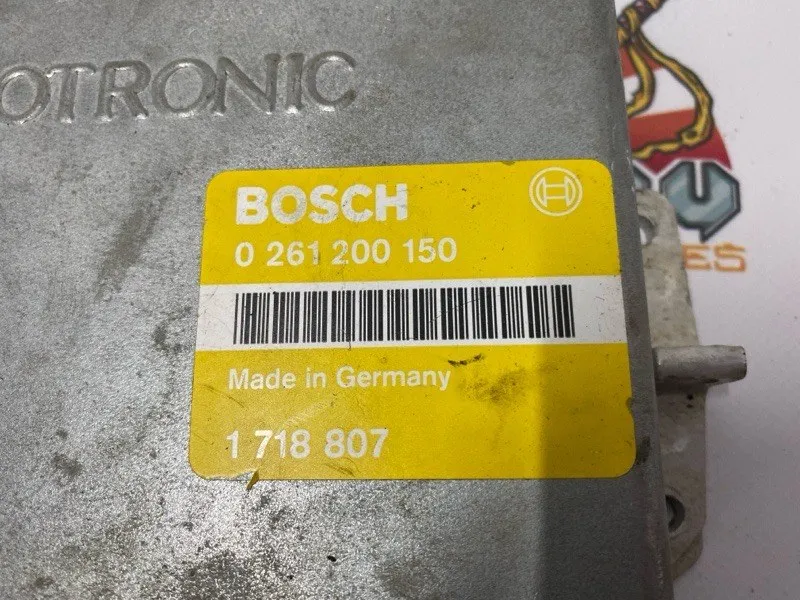 OTRONIC
BOSCH
0 261 200 150
Made in Germany
1 718 807